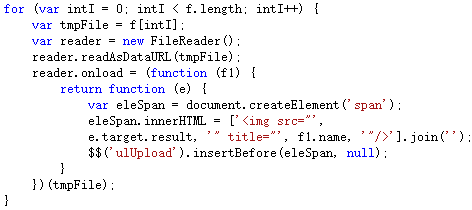 for (var intI = 0; intI < f.length; intI++) {
    var tmpFile = f[intI];
    var reader = new FileReader();
    reader.readAsDataURL(tmpFile);
    reader.onload = (function (f1) {
        return function (e) {
            var eleSpan = document.createElement('span');
            eleSpan.innerHTML = ['<img src="',
            e.target.result, '" title="', f1.name, '"/>'].join('');
            $$('ulUpload').insertBefore(eleSpan, null);
        }
    })(tmpFile);
}